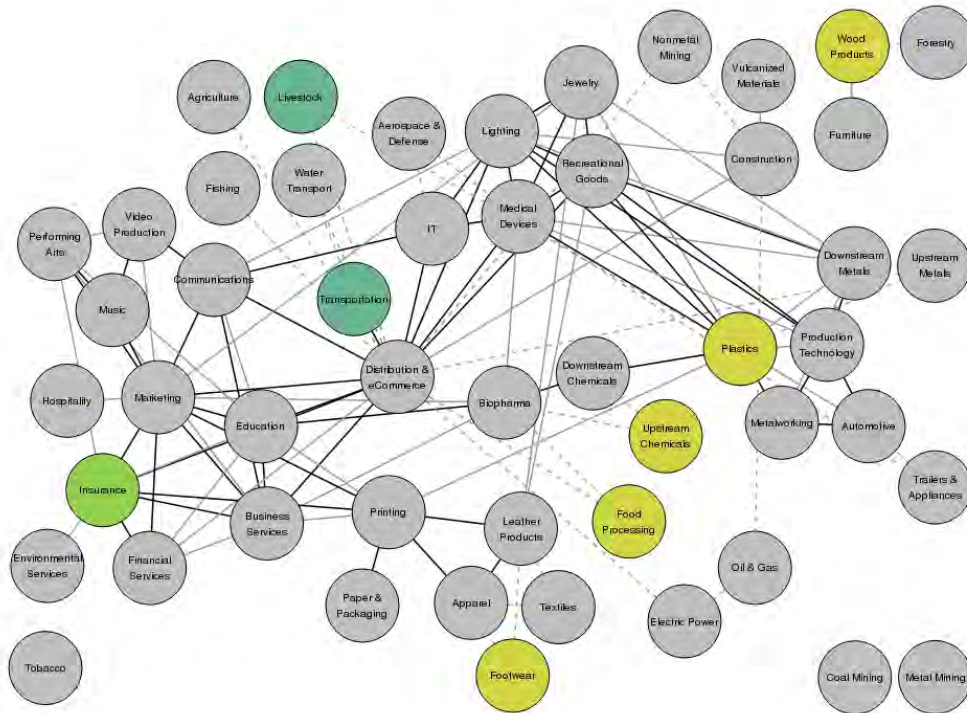 Wood
Products
Forestry
Nonmetal
Mining
Vulcanized
Materials
Jewelry
Agriculture
Livestock
Aerospace &
Defense
Lighting
Furniture
Recreational
Goods
Construction
Fishing
Water
Transport
Video
Production
Performing
Arts
IT
Medical
Devices
Communications
Downstream
Metals
Upstream
Metals
Transportation
Music
Plastics
Production
Technology
Distribution &
eCommerce
Downstream
Chemicals
Hospitality
Marketing
Biopharma
Education
Upstream
Chemicals
Metalworking
Automotive
Insurance
Trailers &
Appliances
Printing
Business
Services
Leather
Products
Food
Processing
Environmental
Services
Financial
Services
Oil & Gas
Paper &
Packaging
Apparel
Textiles
Electric Power
Tobacco
Footwear
Coal Mining
Metal Mining